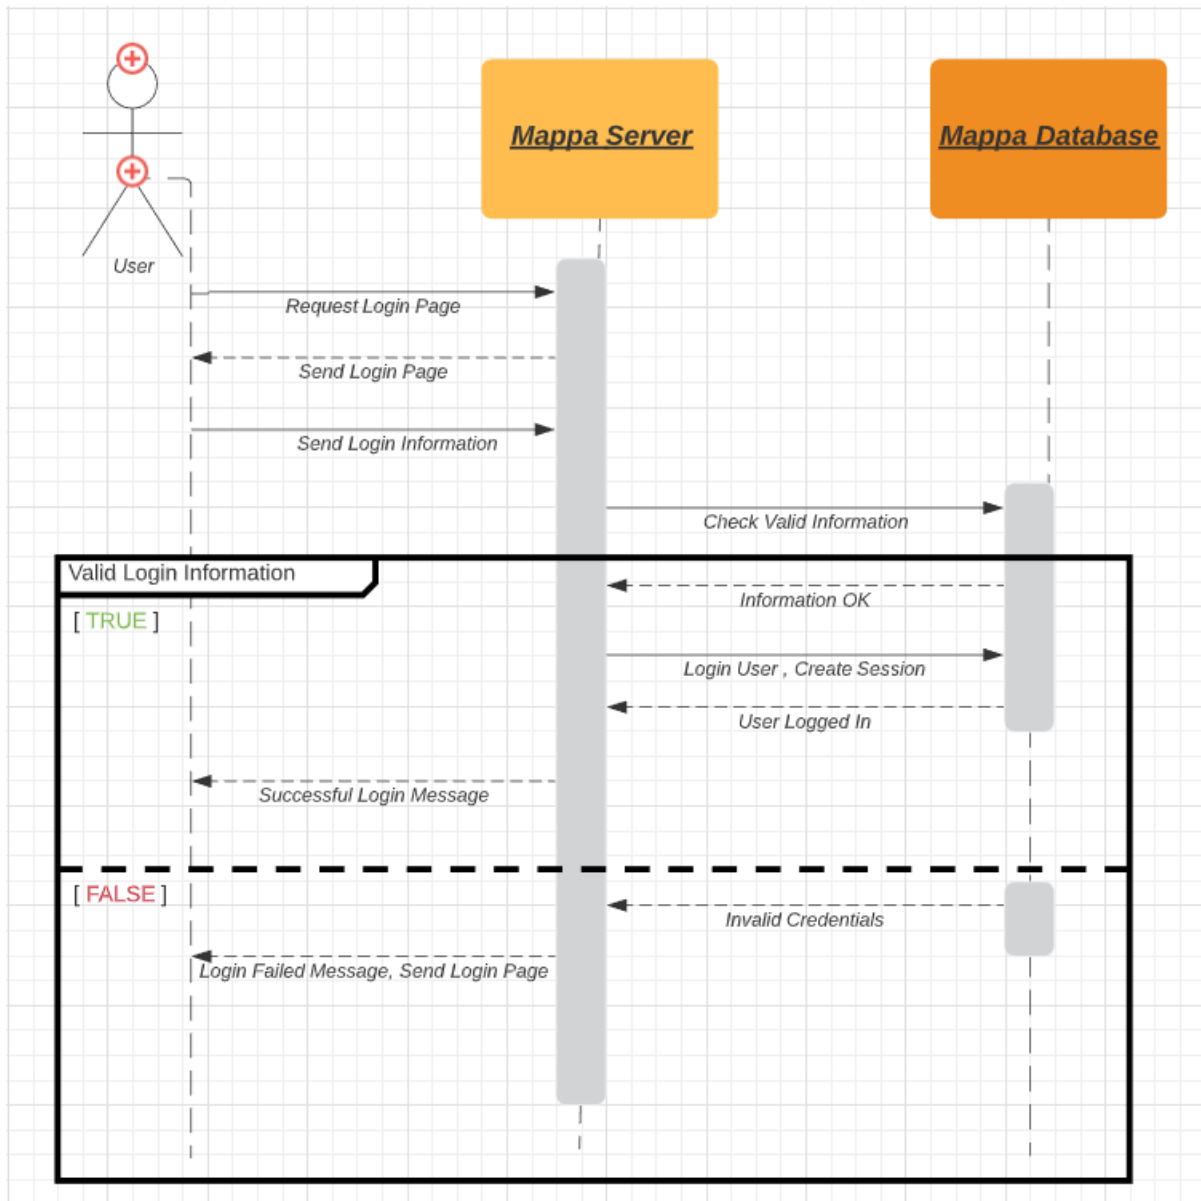 Mappa Server
Mappa Database
User
Request Login Page
Send Login Page
Send Login Information
Check Valid Information
Valid Login Information
Information OK
[ TRUE ]
Login User , Create Session
User Logged In
Successful Login Message
[ FALSE ]
Invalid Credentials
Login Failed Message, Send Login Page